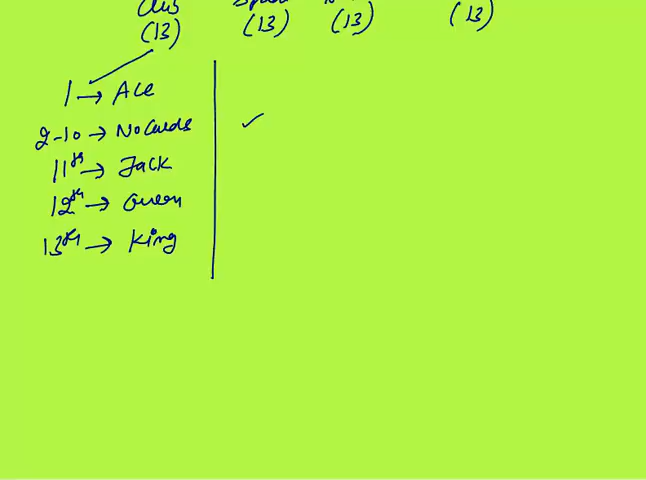 (13) (13) (13) (13)
1 → Ace
2-10 → No Cards
11th → Jack
12th → Queen
13th → King